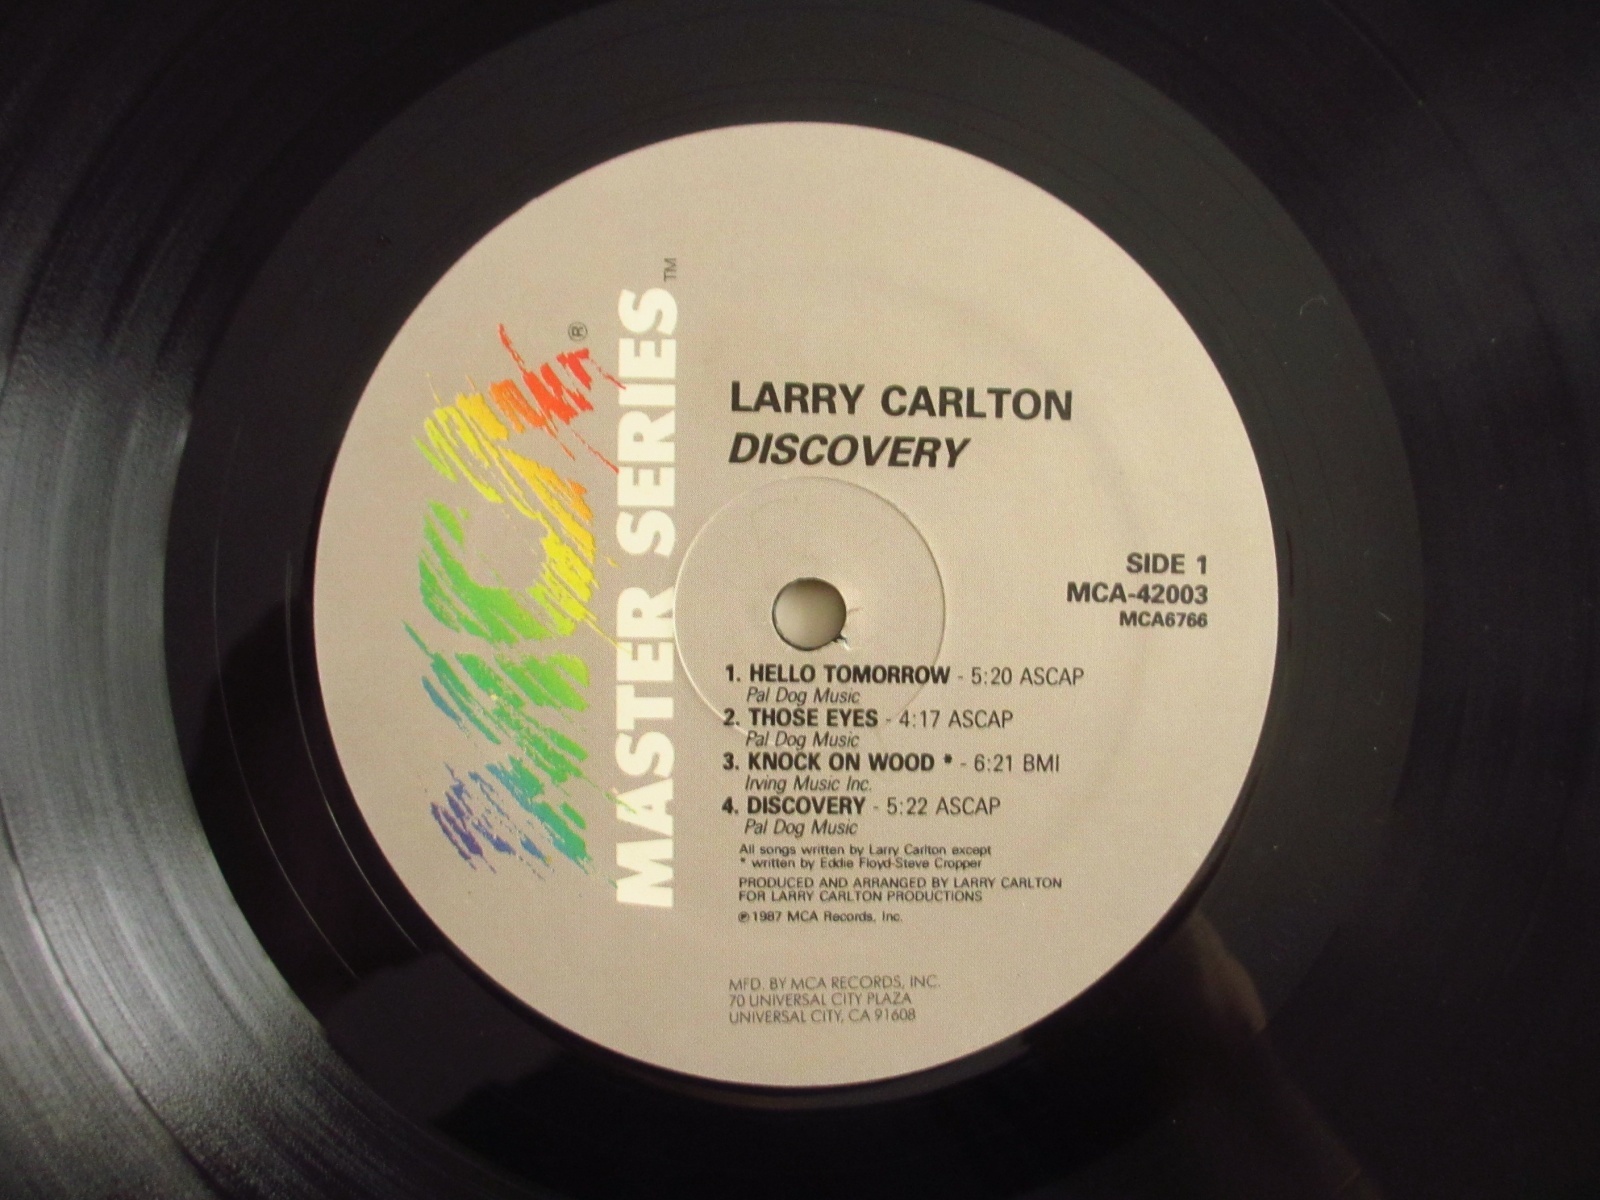 MCA ®
MASTER SERIES ™
LARRY CARLTON
DISCOVERY
SIDE 1
MCA-42003
MCA6766
1. HELLO TOMORROW - 5:20 ASCAP
Pal Dog Music
2. THOSE EYES - 4:17 ASCAP
Pal Dog Music
3. KNOCK ON WOOD * - 6:21 BMI
Irving Music Inc.
4. DISCOVERY - 5:22 ASCAP
Pal Dog Music
All songs written by Larry Carlton except
* written by Eddie Floyd-Steve Cropper
PRODUCED AND ARRANGED BY LARRY CARLTON
FOR LARRY CARLTON PRODUCTIONS
℗1987 MCA Records, Inc.
MFD. BY MCA RECORDS, INC.
70 UNIVERSAL CITY PLAZA
UNIVERSAL CITY, CA 91608